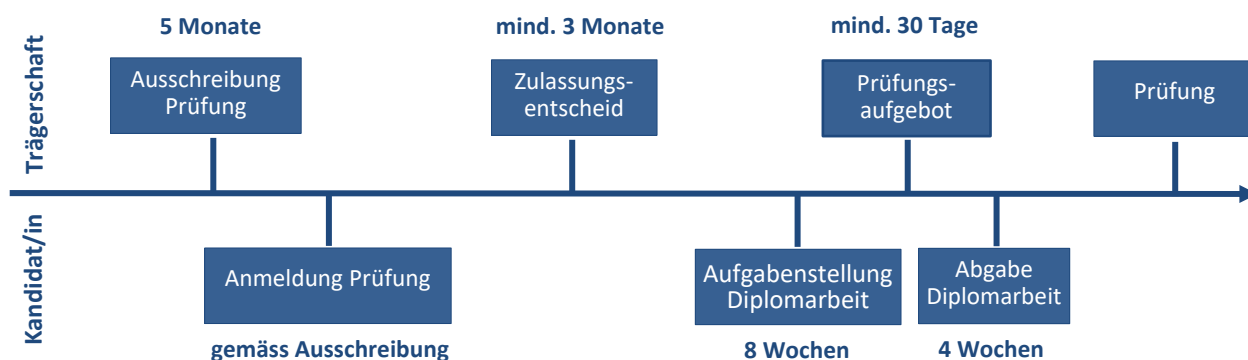 Trägerschaft
5 Monate
mind. 3 Monate
mind. 30 Tage
Ausschreibung
Prüfung
Zulassungs-
entscheid
Prüfungs-
aufgebot
Prüfung
Kandidat/in
Anmeldung Prüfung
Aufgabenstellung
Diplomarbeit
Abgabe
Diplomarbeit
gemäss Ausschreibung
8 Wochen
4 Wochen